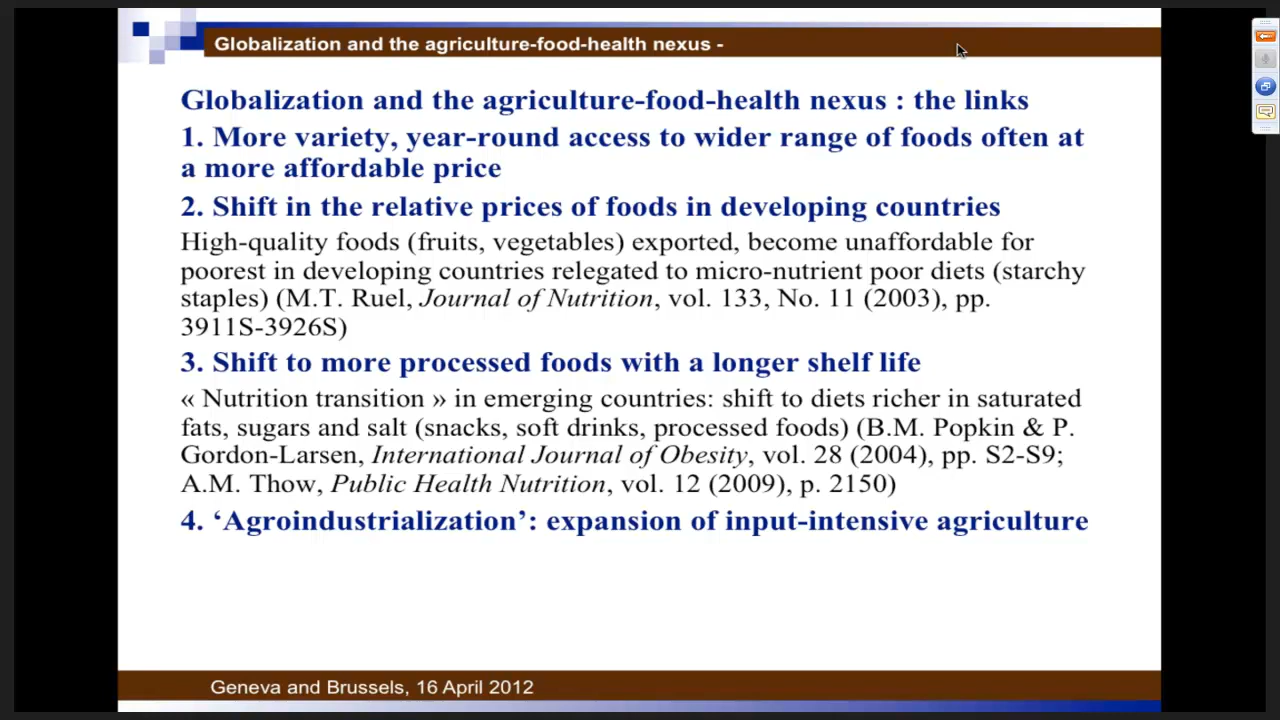 Globalization and the agriculture-food-health nexus -
Globalization and the agriculture-food-health nexus : the links
1. More variety, year-round access to wider range of foods often at
a more affordable price
2. Shift in the relative prices of foods in developing countries
High-quality foods (fruits, vegetables) exported, become unaffordable for
poorest in developing countries relegated to micro-nutrient poor diets (starchy
staples) (M.T. Ruel, Journal of Nutrition, vol. 133, No. 11 (2003), pp.
3911S-3926S)
3. Shift to more processed foods with a longer shelf life
« Nutrition transition » in emerging countries: shift to diets richer in saturated
fats, sugars and salt (snacks, soft drinks, processed foods) (B.M. Popkin & P.
Gordon-Larsen, International Journal of Obesity, vol. 28 (2004), pp. S2-S9;
A.M. Thow, Public Health Nutrition, vol. 12 (2009), p. 2150)
4. ‘Agroindustrialization’: expansion of input-intensive agriculture
Geneva and Brussels, 16 April 2012